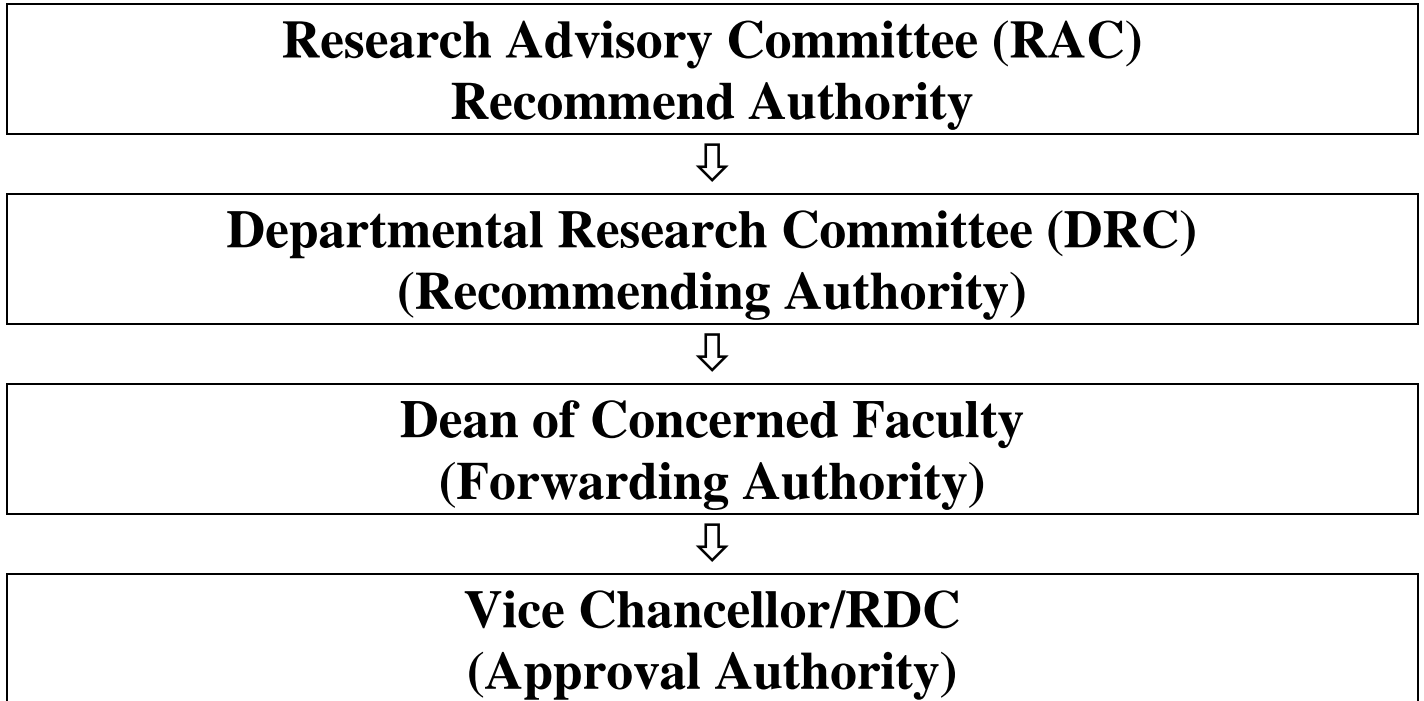 Research Advisory Committee (RAC)
Recommend Authority
⇩
Departmental Research Committee (DRC)
(Recommending Authority)
⇩
Dean of Concerned Faculty
(Forwarding Authority)
⇩
Vice Chancellor/RDC
(Approval Authority)